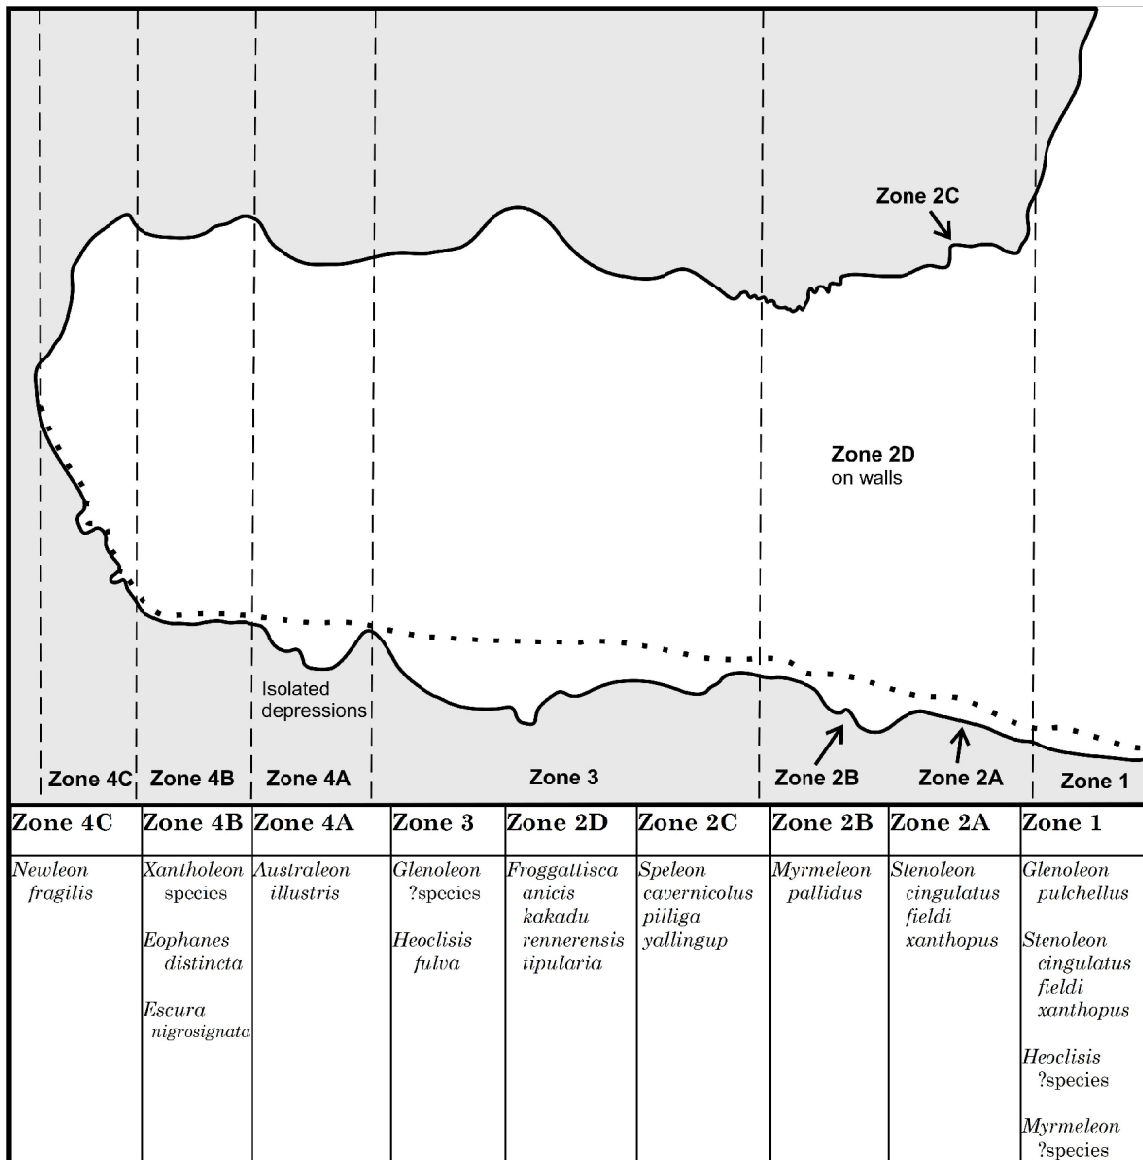 Zone 2C
Zone 2D
on walls
Isolated
depressions
Zone 4C
Zone 4B
Zone 4A
Zone 3
Zone 2B
Zone 2A
Zone 1
Zone 4C
Zone 4B
Zone 4A
Zone 3
Zone 2D
Zone 2C
Zone 2B
Zone 2A
Zone 1
Newleon
fragilis
Xantholeon
species
Eophanes
distincta
Escura
nigrosignata
Australeon
illustris
Glenoleon
?species
Heoclisis
fulva
Froggattisca
anicis
kakadu
rennerensis
tipularia
Speleon
cavernicolus
pilliga
yallingup
Myrmeleon
pallidus
Stenoleon
cingulatus
fieldi
xanthopus
Glenoleon
pulchellus
Stenoleon
cingulatus
fieldi
xanthopus
Heoclisis
?species
Myrmeleon
?species